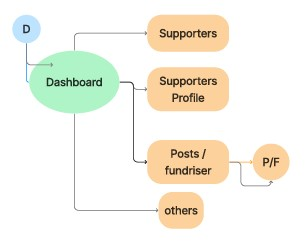 D
Supporters
Dashboard
Supporters
Profile
Posts /
fundriser
P/F
others